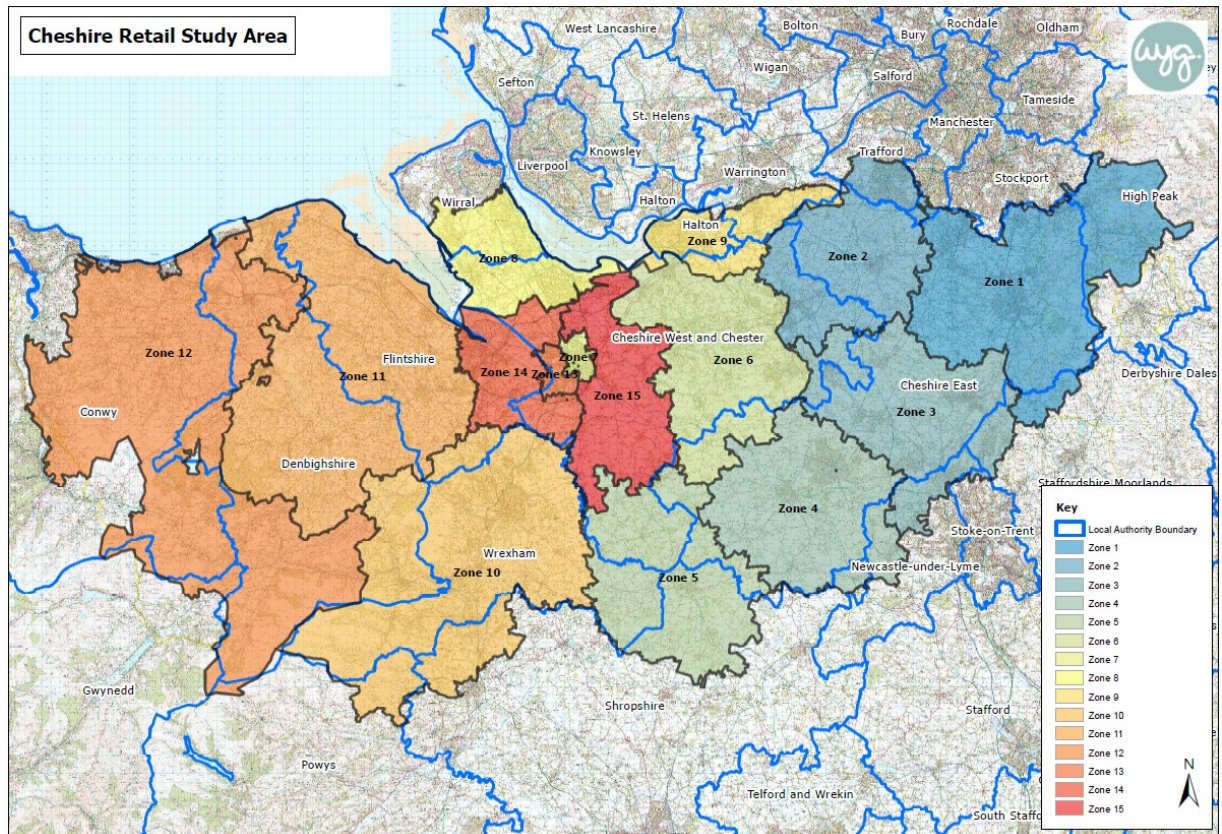 Cheshire Retail Study Area
ayg.
West Lancashire
Bolton
Rochdale
Bury
Oldham
Sefton
Wigan
Salford
Tameside
St. Helens
Manchester
Liverpool
Knowsley
Trafford
Warrington
Stockport
Wirral
Halton
High Peak
Halton
Zone 9
Zone 8
Zone 2
Zone 1
Zone 12
Flintshire
Zone 11
Zone 7
Cheshire West and Chester
Zone 6
Zone 14
Zone 13
Zone 15
Derbyshire Dales
Cheshire East
Zone 3
Conwy
Denbighshire
Staffordshire Moorlands
Zone 4
Stoke-on-Trent
Wrexham
Zone 10
Newcastle-under-Lyme
Zone 5
Gwynedd
Shropshire
Stafford
Powys
Telford and Wrekin
South Staffo
Key
Local Authority Boundary
Zone 1
Zone 2
Zone 3
Zone 4
Zone 5
Zone 6
Zone 7
Zone 8
Zone 9
Zone 10
Zone 11
Zone 12
Zone 13
Zone 14
Zone 15
N